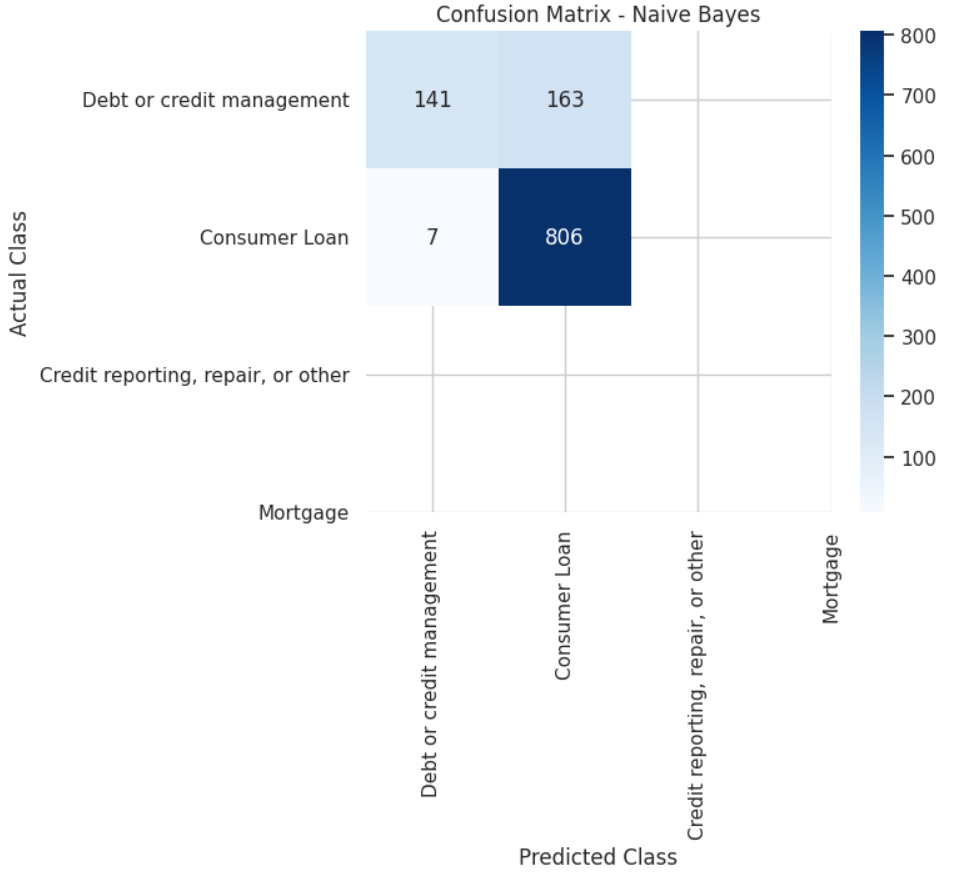 Confusion Matrix - Naive Bayes
Actual Class
Debt or credit management
141 163
Consumer Loan
7 806
Credit reporting, repair, or other
Mortgage
800
700
600
500
400
300
200
100
Debt or credit management
Consumer Loan
Credit reporting, repair, or other
Mortgage
Predicted Class